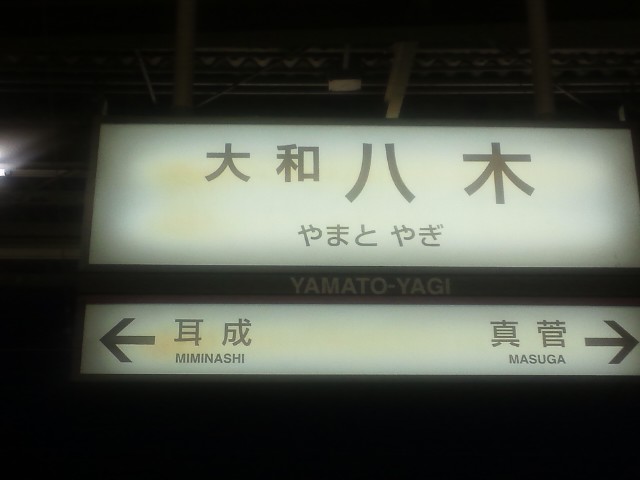 大和八木
やまと やぎ
YAMATO-YAGI
← 耳成 真菅 →
MIMINASHI MASUGA